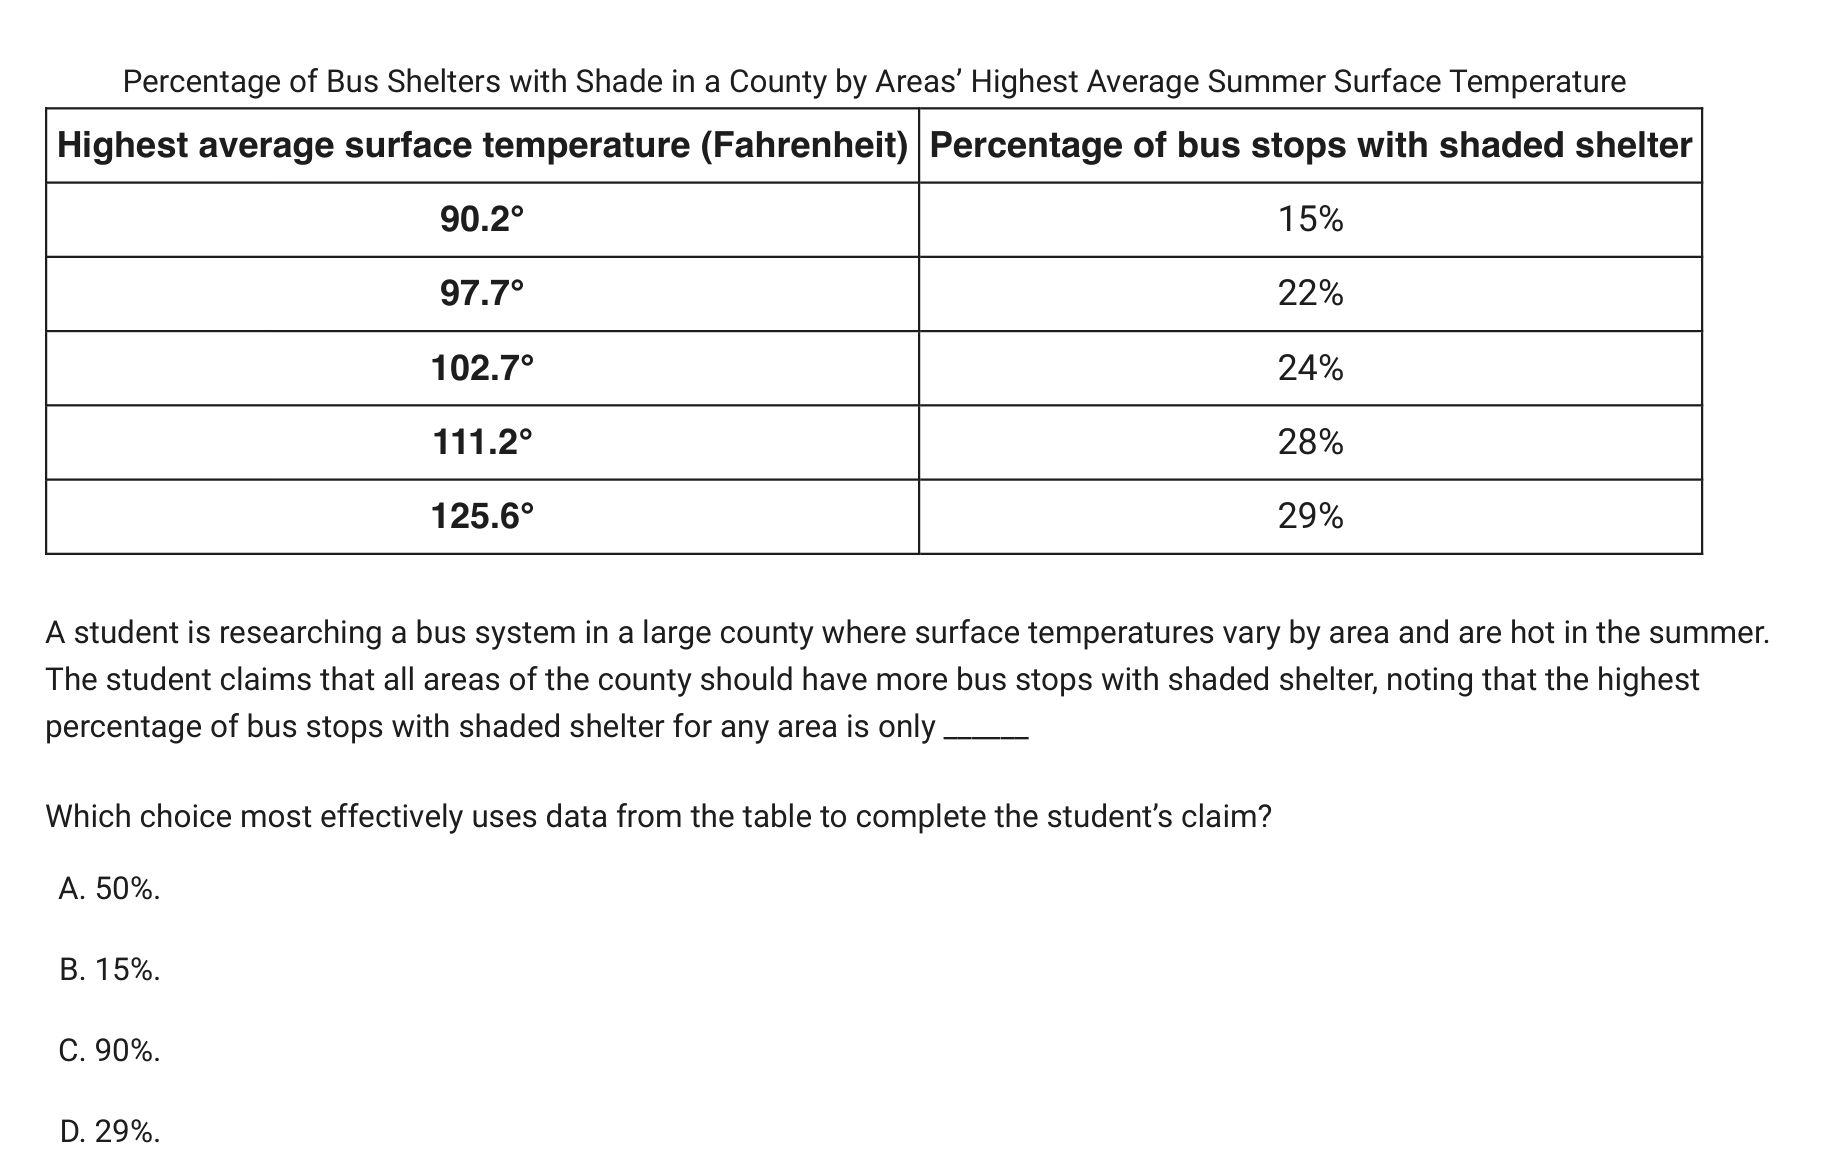 Percentage of Bus Shelters with Shade in a County by Areas’ Highest Average Summer Surface Temperature
Highest average surface temperature (Fahrenheit) Percentage of bus stops with shaded shelter
90.2° 15%
97.7° 22%
102.7° 24%
111.2° 28%
125.6° 29%
A student is researching a bus system in a large county where surface temperatures vary by area and are hot in the summer.
The student claims that all areas of the county should have more bus stops with shaded shelter, noting that the highest
percentage of bus stops with shaded shelter for any area is only ______
Which choice most effectively uses data from the table to complete the student’s claim?
A. 50%.
B. 15%.
C. 90%.
D. 29%.